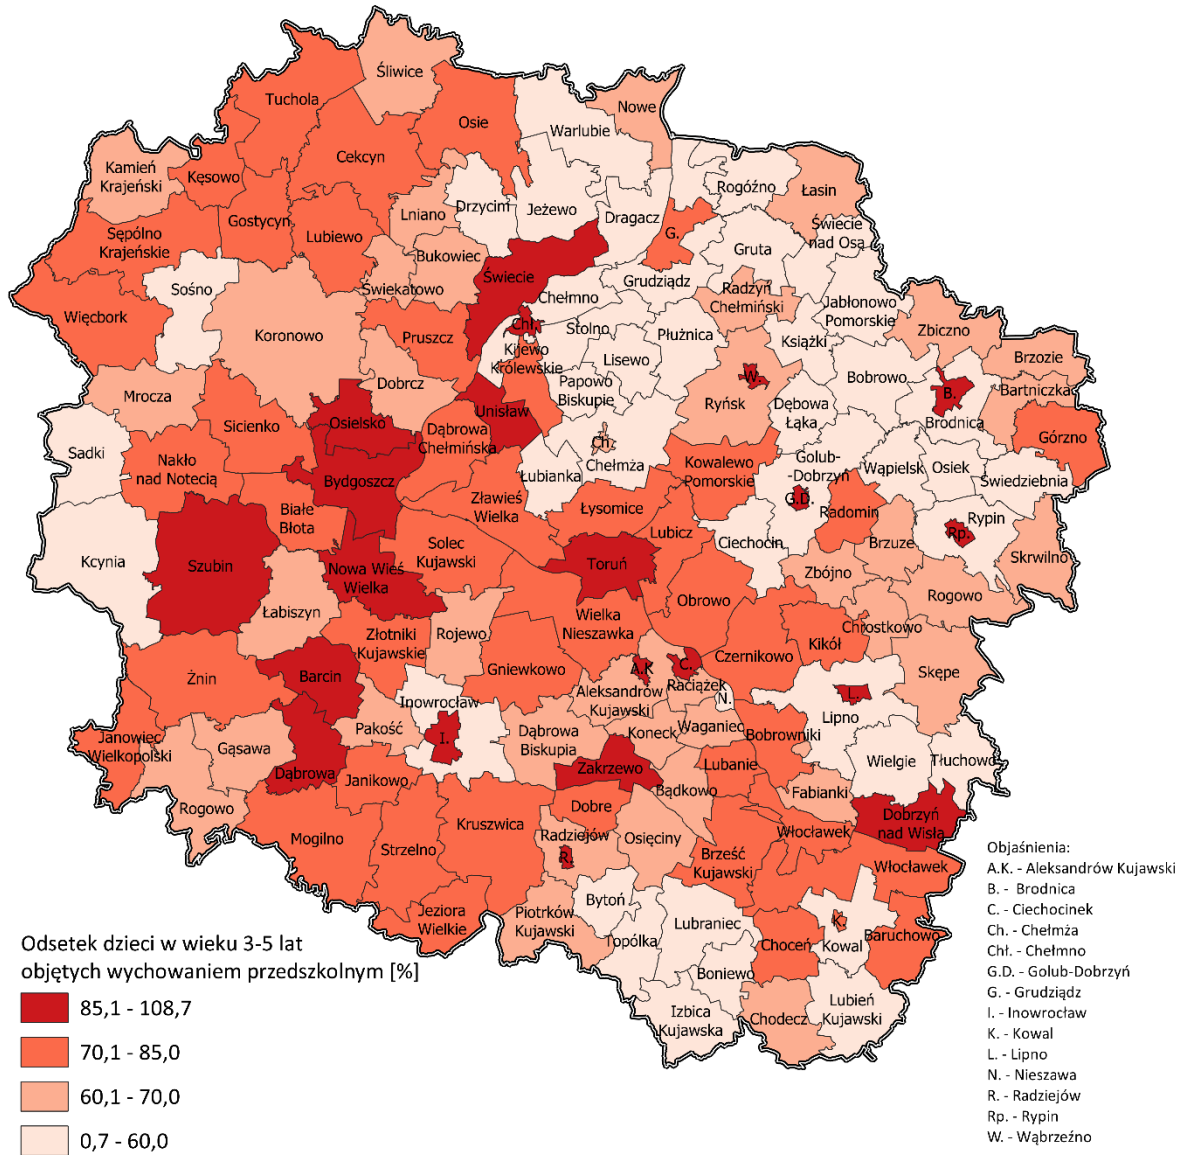 Śliwice
Tuchola
Nowe
Osie
Warlubie
Cekcyn
Kamień
Krajeński
Kęsowo
Rogóźno
Łasin
Drzycim
Jeżewo
Lniano
Dragacz
Gostycyn
Sępólno
Krajeńskie
Lubiewo
G.
Świecie
nad Osą
Gruta
Bukowiec
Świecie
Grudziądz
Sośno
Świekatowo
Radzyń
Chełmiński
Chełmno
Jabłonowo
Pomorskie
Więcbork
Chł.
Stolno
Płużnica
Książki
Zbiczno
Koronowo
Pruszcz
Kijewo
Królewskie
Lisewo
Brzozie
W.
Bobrowo
Papowo
Biskupie
Dobrcz
Bartniczka
B.
Mrocza
Ryńsk
Dębowa
Łąka
Unisław
Brodnica
Osielsko
Sicienko
Dąbrowa
Chełmińska
Górzno
Ch.
Sadki
Chełmża
Golub-
-Dobrzyń
Nakło
nad Notecią
Kowalewo
Pomorskie
Wąpielsk
Osiek
Łubianka
Świedziebnia
Bydgoszcz
Zławieś
Wielka
G.D.
Białe
Błota
Łysomice
Radomin
Rypin
Rp.
Lubicz
Solec
Kujawski
Ciechocin
Brzuze
Kcynia
Szubin
Nowa Wieś
Wielka
Toruń
Skrwilno
Zbójno
Obrowo
Rogowo
Łabiszyn
Wielka
Nieszawka
Złotniki
Kujawskie
Rojewo
Chrostkowo
Kikół
Czernikowo
Żnin
Barcin
Gniewkowo
A.K
C.
Skępe
Raciążek
Aleksandrów
Kujawski
L.
N.
Inowrocław
Lipno
Pakość
I.
Dąbrowa
Biskupia
Koneck
Waganiec
Bobrowniki
Janowiec
Wielkopolski
Gąsawa
Wielgie
Tłuchowo
Dąbrowa
Janikowo
Zakrzewo
Lubanie
Bądkowo
Fabianki
Rogowo
Dobre
Dobrzyń
nad Wisłą
Kruszwica
Mogilno
Radziejów
Osięciny
Włocławek
R.
Strzelno
Brześć
Kujawski
Włocławek
Bytoń
Jeziora
Wielkie
Piotrków
Kujawski
Lubraniec
K.
Topólka
Choceń
Kowal
Baruchowo
Boniewo
Izbica
Kujawska
Chodecz
Lubień
Kujawski
Odsetek dzieci w wieku 3-5 lat
objętych wychowaniem przedszkolnym [%]
85,1 - 108,7
70,1 - 85,0
60,1 - 70,0
0,7 - 60,0
Objaśnienia:
A.K. - Aleksandrów Kujawski
B. - Brodnica
C. - Ciechocinek
Ch. - Chełmża
Chł. - Chełmno
G.D. - Golub-Dobrzyń
G. - Grudziądz
I. - Inowrocław
K. - Kowal
L. - Lipno
N. - Nieszawa
R. - Radziejów
Rp. - Rypin
W. - Wąbrzeźno